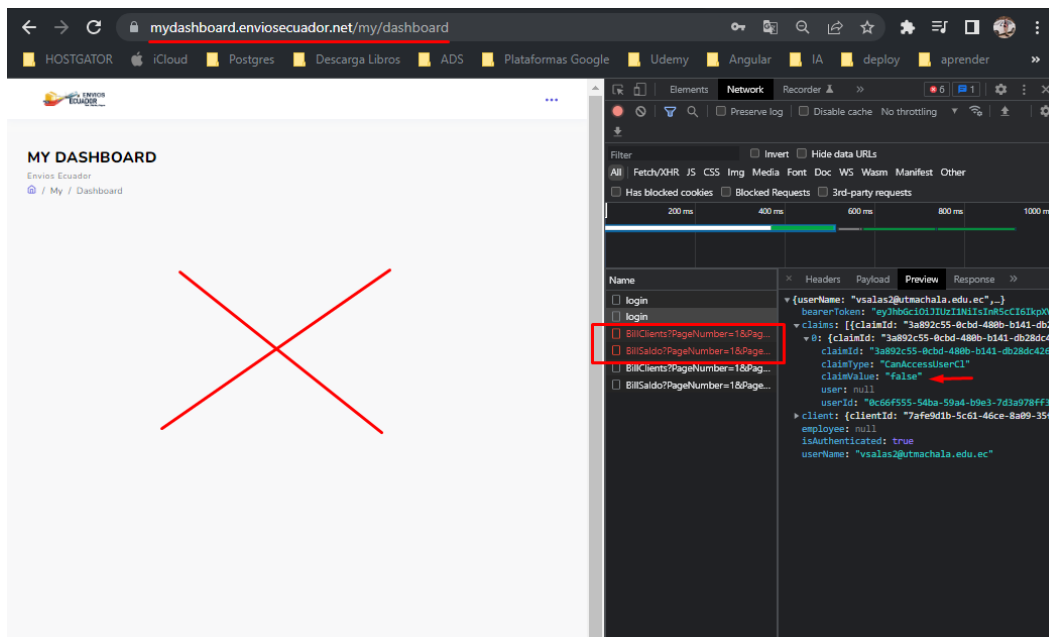 mydashboard.enviosecuador.net/my/dashboard
HOSTGATOR iCloud Postgres Descarga Libros ADS Plataformas Google Udemy Angular IA deploy aprender »
ENVIOS
ECUADOR
MY DASHBOARD
Envios Ecuador
/ My / Dashboard
Elements Network Recorder » 6 1
Preserve log Disable cache No throttling
Filter Invert Hide data URLs
All Fetch/XHR JS CSS Img Media Font Doc WS Wasm Manifest Other
Has blocked cookies Blocked Requests 3rd-party requests
200 ms 400 ms 600 ms 800 ms 1000 m
Name
login
login
BillClients?PageNumber=1&Pag...
BillSaldo?PageNumber=1&Page...
BillClients?PageNumber=1&Pag...
BillSaldo?PageNumber=1&Page...
× Headers Payload Preview Response »
▼{userName: "vsalas2@utmachala.edu.ec",…}
bearerToken: "eyJhbGciOiJIUzI1NiIsInR5cCI6IkpX
▼claims: [{claimId: "3a892c55-0cbd-480b-b141-db2
▼0: {claimId: "3a892c55-0cbd-480b-b141-db28dc4
claimId: "3a892c55-0cbd-480b-b141-db28dc426
claimType: "CanAccessUserCl"
claimValue: "false"
user: null
userId: "0c66f555-54ba-59a4-b9e3-7d3a978ff3
▶client: {clientId: "7afe9d1b-5c61-46ce-8a09-35
employee: null
isAuthenticated: true
userName: "vsalas2@utmachala.edu.ec"